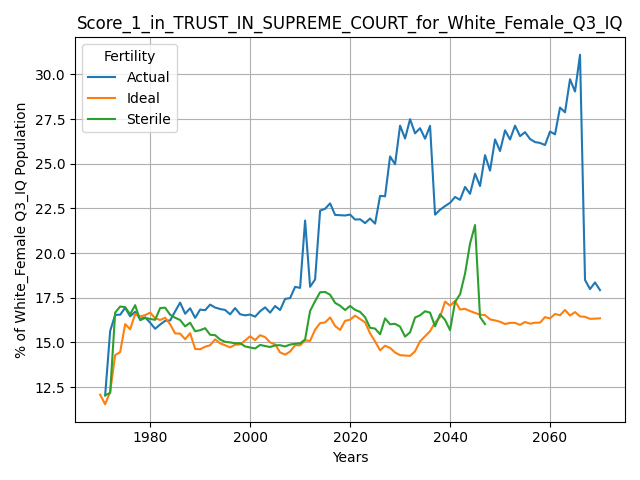 Score_1_in_TRUST_IN_SUPREME_COURT_for_White_Female_Q3_IQ
Fertility
Actual
Ideal
Sterile
% of White_Female Q3_IQ Population
30.0
27.5
25.0
22.5
20.0
17.5
15.0
12.5
1980
2000
2020
2040
2060
Years